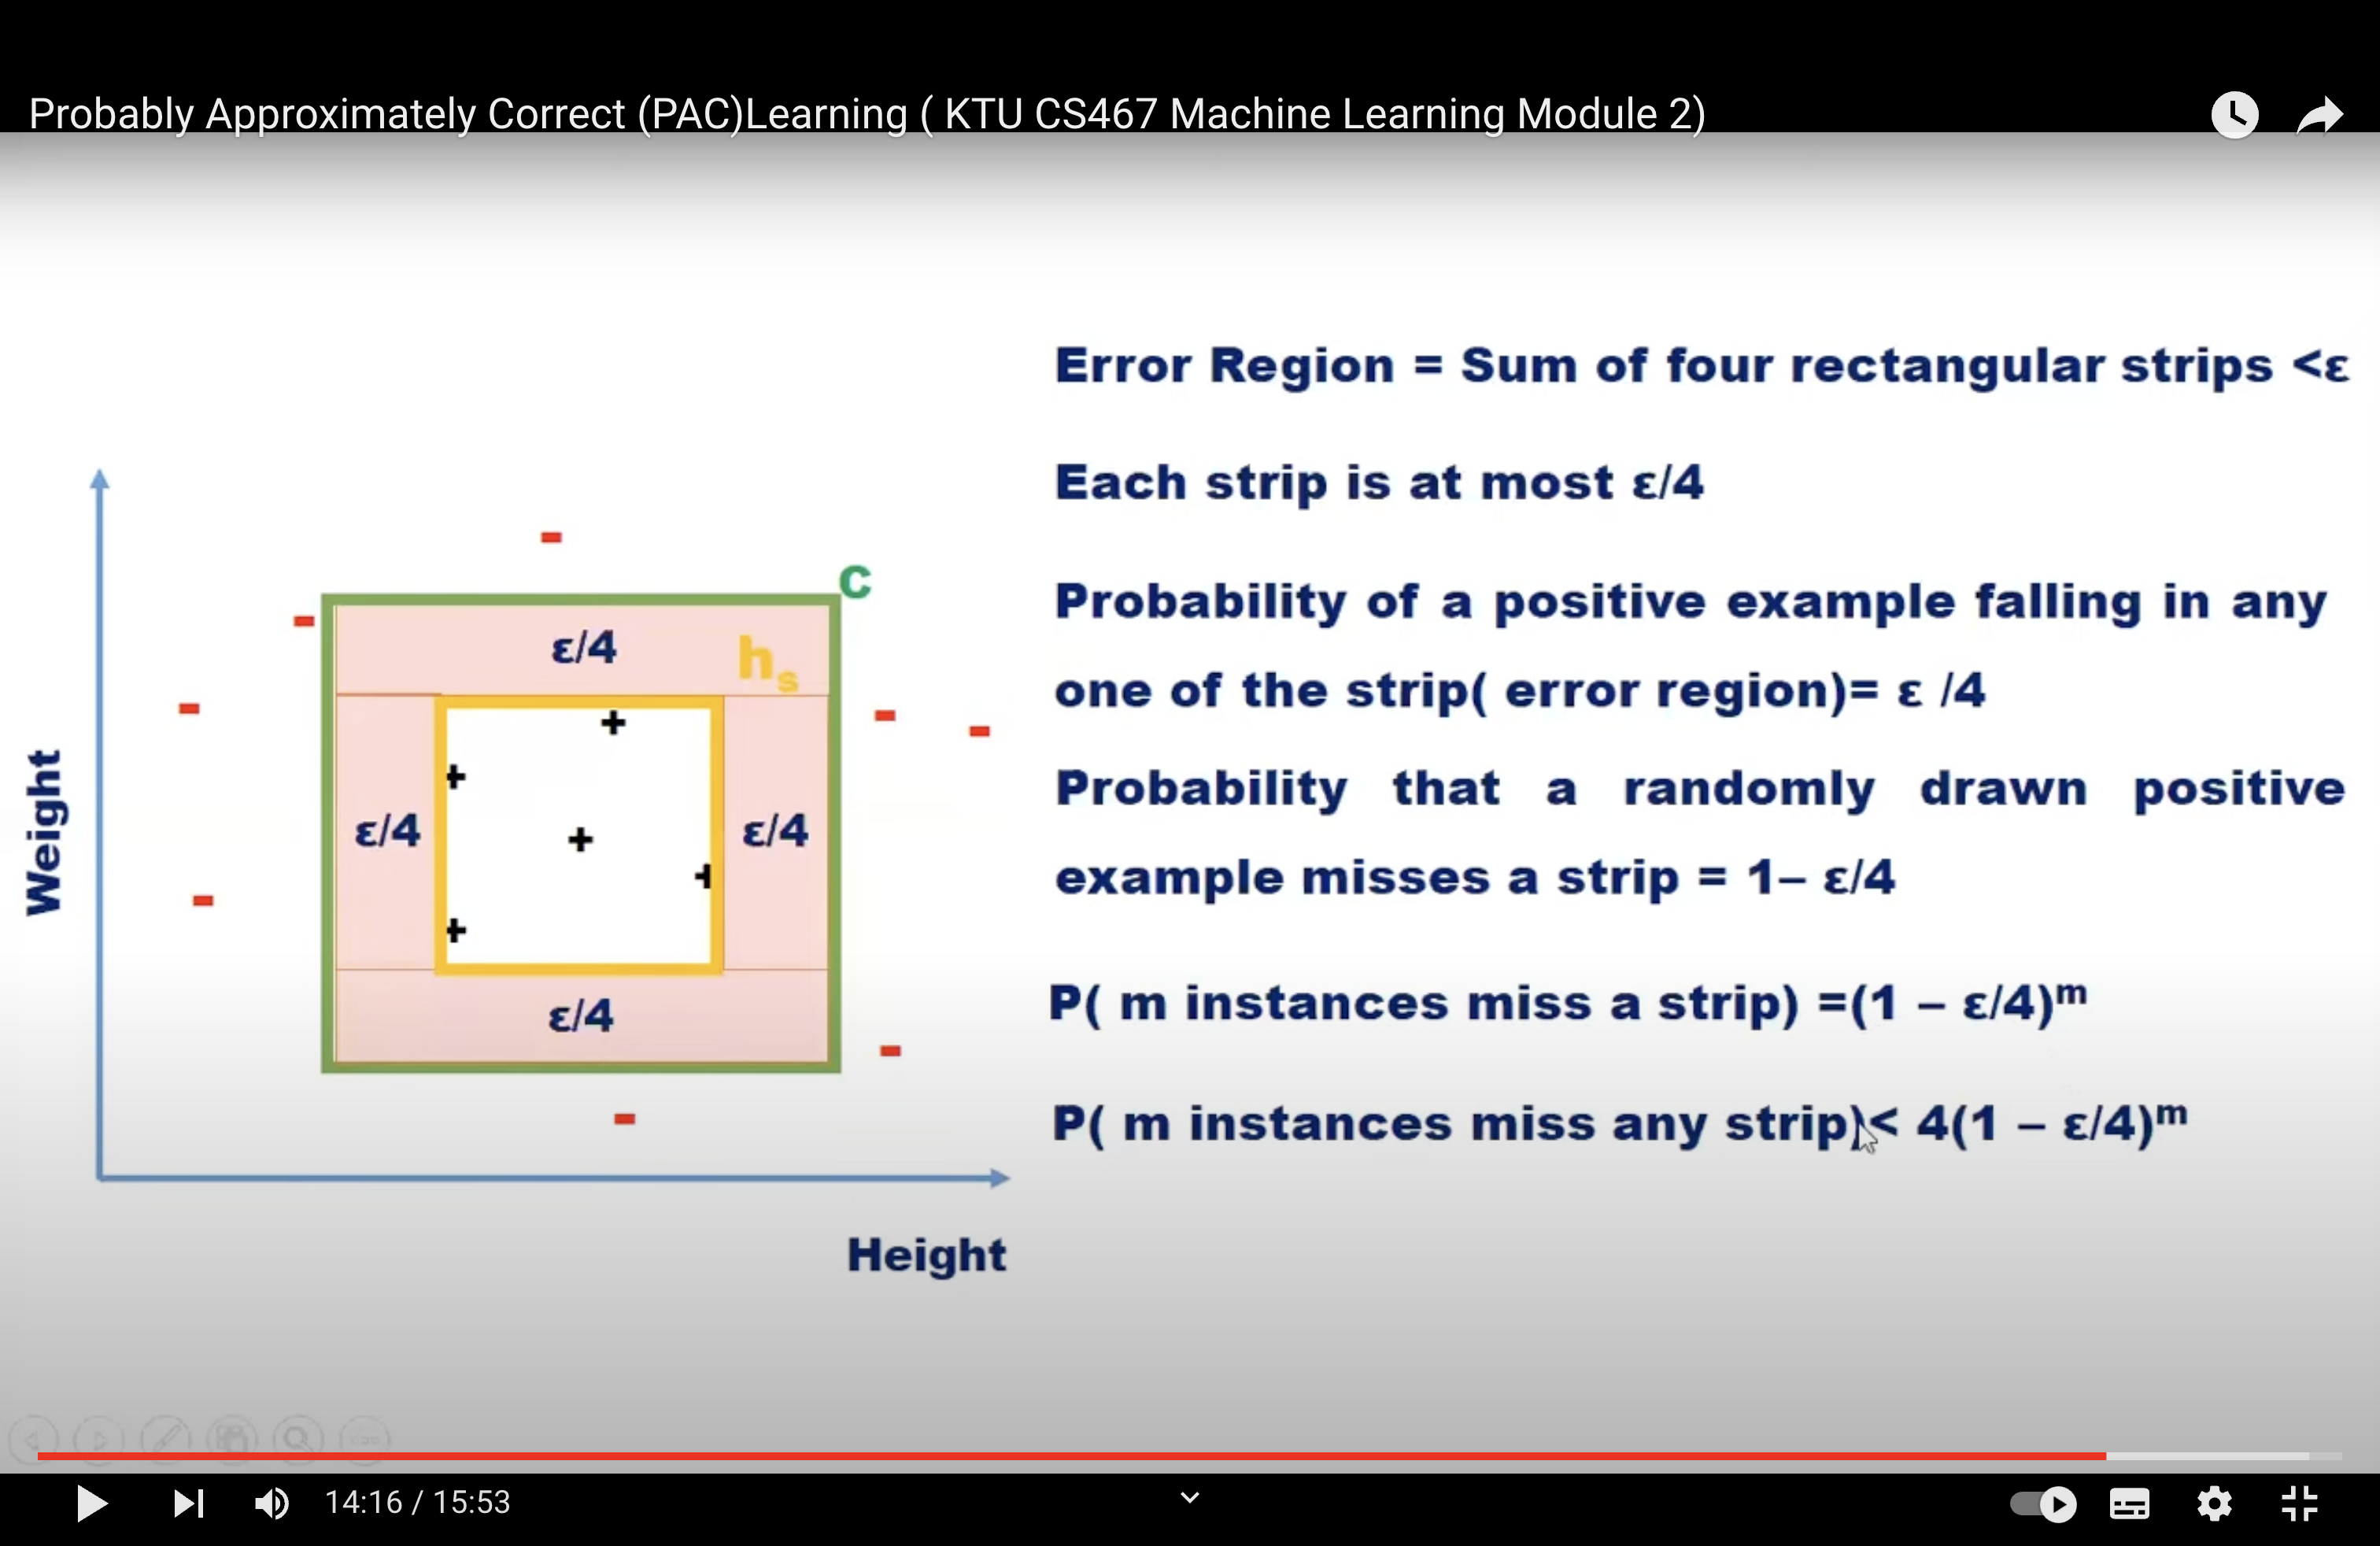 Probably Approximately Correct (PAC)Learning ( KTU CS467 Machine Learning Module 2)
Error Region = Sum of four rectangular strips <ε
Each strip is at most ε/4
Probability of a positive example falling in any
one of the strip( error region)= ε /4
Probability that a randomly drawn positive
example misses a strip = 1– ε/4
P( m instances miss a strip) =(1 – ε/4)ᵐ
P( m instances miss any strip)< 4(1 – ε/4)ᵐ
Weight
-
-
-
-
-
-
-
-
C
ε/4
hₛ
+
+
ε/4
+
ε/4
+
+
ε/4
Height
14:16 / 15:53